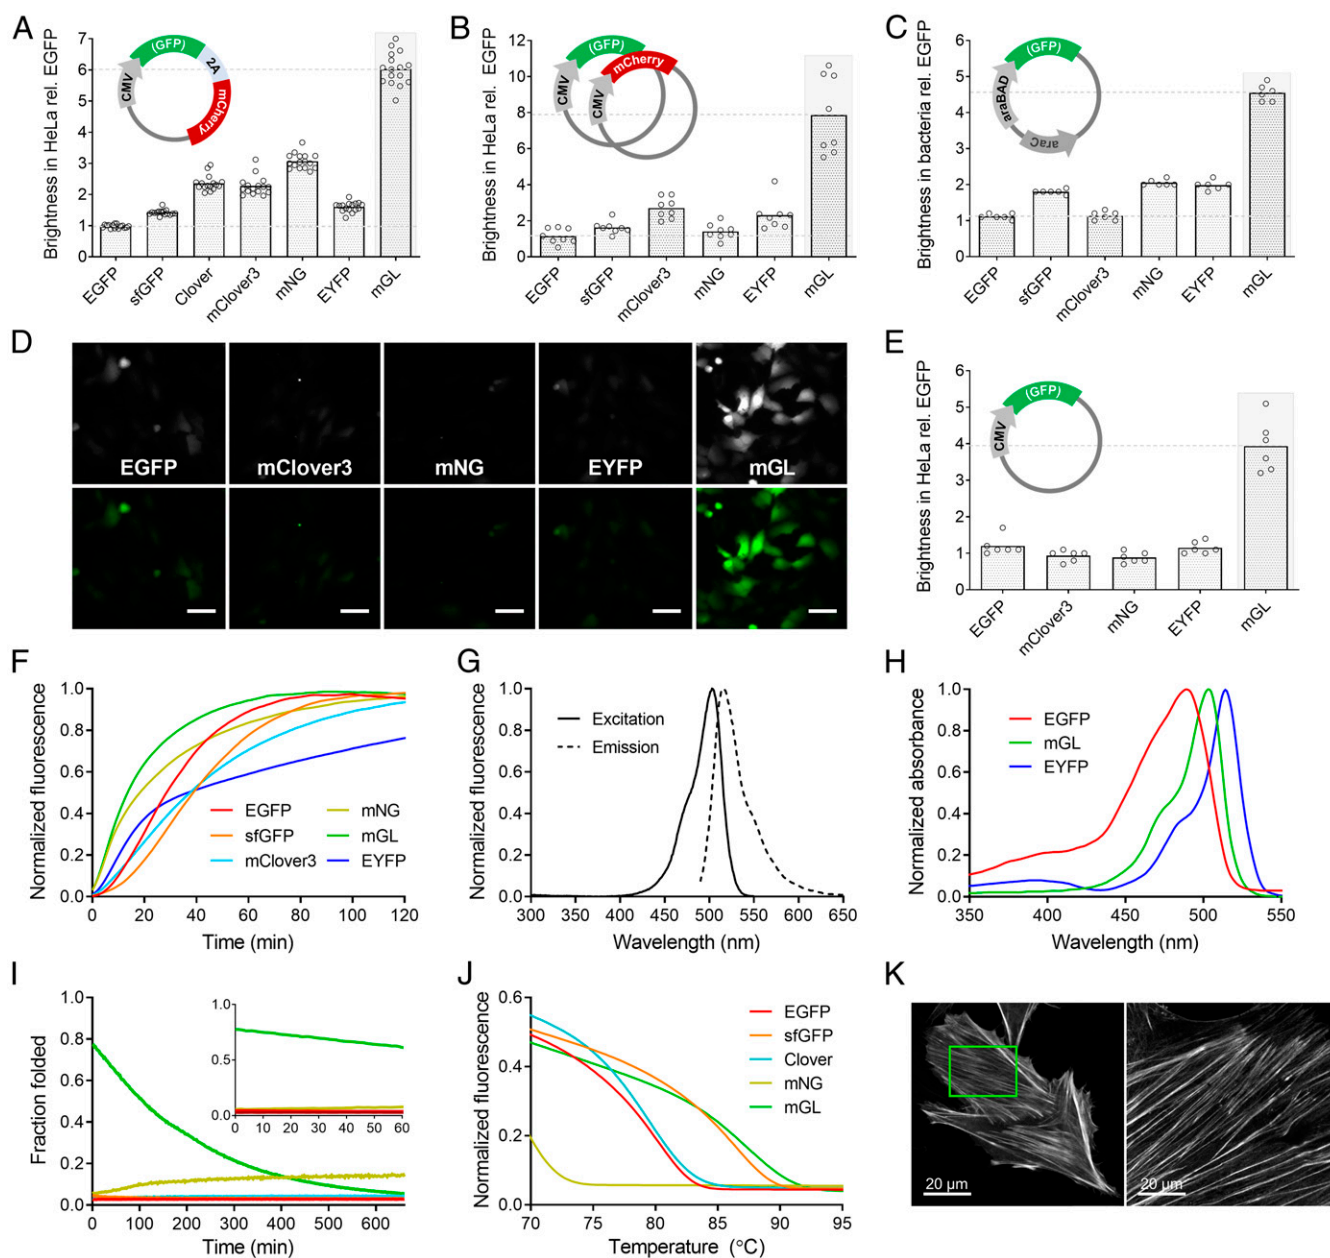 A
Brightness in HeLa rel. EGFP
8
7
6
5
4
3
2
1
0
(GFP)
2A
mCherry
CMV
EGFP
sfGFP
Clover
mClover3
mNG
EYFP
mGL
B
Brightness in HeLa rel. EGFP
12
10
8
6
4
2
0
(GFP)
CMV
mCherry
CMV
EGFP
sfGFP
mClover3
mNG
EYFP
mGL
C
Brightness in bacteria rel. EGFP
6
5
4
3
2
1
0
(GFP)
araBAD
araC
EGFP
sfGFP
mClover3
mNG
EYFP
mGL
D
EGFP
mClover3
mNG
EYFP
mGL
E
Brightness in HeLa rel. EGFP
6
5
4
3
2
1
0
(GFP)
CMV
EGFP
mClover3
mNG
EYFP
mGL
F
Normalized fluorescence
1.0
0.8
0.6
0.4
0.2
0.0
EGFP
sfGFP
mClover3
mNG
mGL
EYFP
0 20 40 60 80 100 120
Time (min)
G
Normalized fluorescence
1.0
0.8
0.6
0.4
0.2
0.0
Excitation
Emission
300 350 400 450 500 550 600 650
Wavelength (nm)
H
Normalized absorbance
1.0
0.8
0.6
0.4
0.2
0.0
EGFP
mGL
EYFP
350 400 450 500 550
Wavelength (nm)
I
Fraction folded
1.0
0.8
0.6
0.4
0.2
0.0
1.0
0.5
0.0
0 10 20 30 40 50 60
0 100 200 300 400 500 600
Time (min)
J
Normalized fluorescence
0.6
0.4
0.2
0.0
EGFP
sfGFP
Clover
mNG
mGL
70 75 80 85 90 95
Temperature (°C)
K
20 µm
20 µm